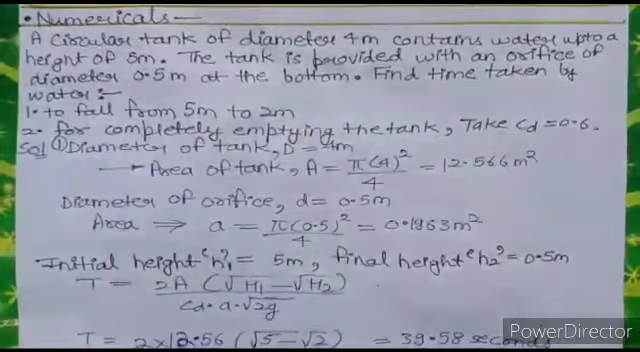 • Numericals —
A Circular tank of diameter 4m contains water upto a
height of 5m. The tank is provided with an orifice of
diameter 0.5m at the bottom. Find time taken by
water :-
1. to fall from 5m to 2m
2. for completely emptying the tank, Take Cd = 0.6.
Sol ① Diameter of tank, D = 4m
→ Area of tank, A = π(4)²/4 = 12.566m²
Diameter of orifice, d = 0.5m
Area ⇒ a = π(0.5)²/4 = 0.1963m²
Initial height 'h₁' = 5m, final height 'h₂' = 0.5m
T = 2A (√H₁ - √H₂) / Cd·a·√2g
T = 2×12.56 (√5 - √2) = 39.58 seconds
PowerDirector